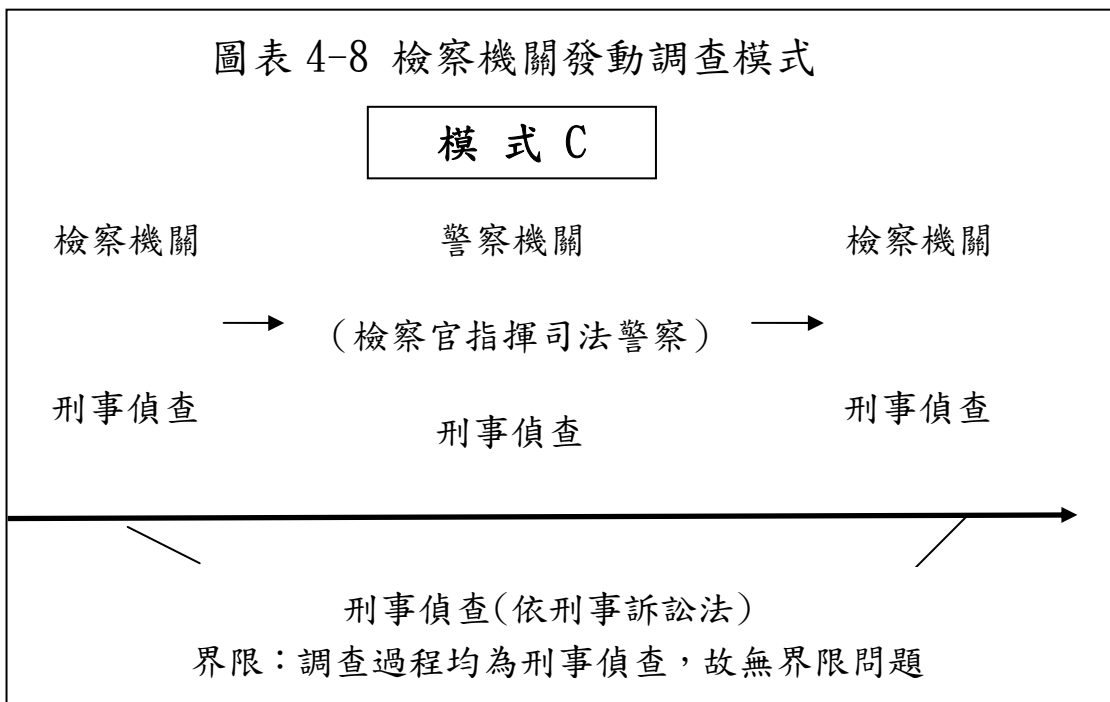 圖表 4-8 檢察機關發動調查模式
模 式 C
檢察機關 警察機關 檢察機關
(檢察官指揮司法警察)
刑事偵查 刑事偵查 刑事偵查
刑事偵查(依刑事訴訟法)
界限：調查過程均為刑事偵查，故無界限問題